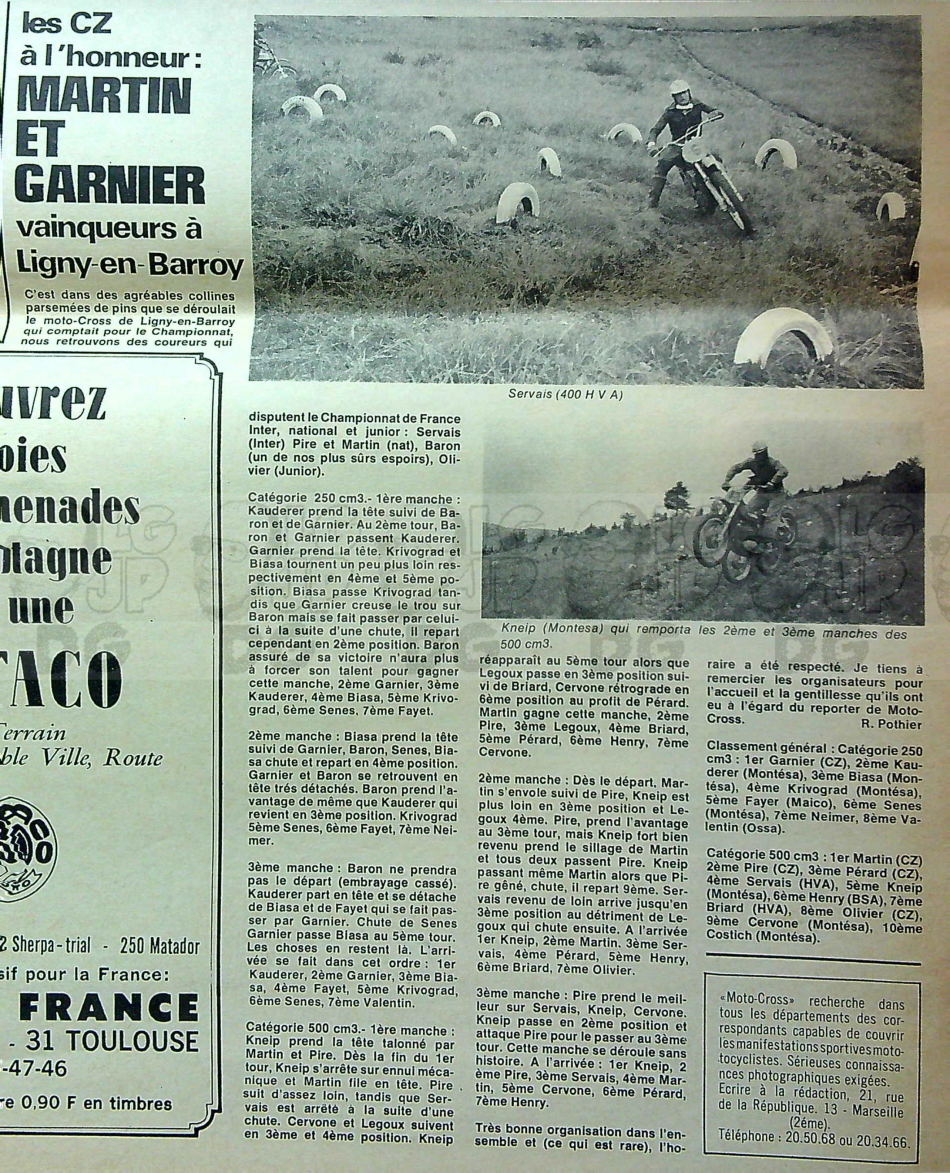 les CZ
à l'honneur :
MARTIN
ET
GARNIER
vainqueurs à
Ligny-en-Barroy
C'est dans des agréables collines
parsemées de pins que se déroulait
le moto-Cross de Ligny-en-Barroy
qui comptait pour le Championnat,
nous retrouvons des coureurs qui
Servais (400 H V A)
disputent le Championnat de France
Inter, national et junior : Servais
(Inter) Pire et Martin (nat), Baron
(un de nos plus sûrs espoirs), Oli-
vier (Junior).
Catégorie 250 cm3.- 1ère manche :
Kauderer prend la tête suivi de Ba-
ron et de Garnier. Au 2ème tour, Ba-
ron et Garnier passent Kauderer.
Garnier prend la tête. Krivograd et
Biasa tournent un peu plus loin res-
pectivement en 4ème et 5ème po-
sition. Biasa passe Krivograd tan-
dis que Garnier creuse le trou sur
Baron mais se fait passer par celui-
ci à la suite d'une chute, il repart
cependant en 2ème position. Baron
assuré de sa victoire n'aura plus
à forcer son talent pour gagner
cette manche, 2ème Garnier, 3ème
Kauderer, 4ème Biasa, 5ème Krivo-
grad, 6ème Senes, 7ème Fayet.
2ème manche : Biasa prend la tête
suivi de Garnier, Baron, Senes, Bia-
sa chute et repart en 4ème position.
Garnier et Baron se retrouvent en
tête trés détachés. Baron prend l'a-
vantage de même que Kauderer qui
revient en 3ème position. Krivograd
5ème Senes, 6ème Fayet, 7ème Nei-
mer.
3ème manche : Baron ne prendra
pas le départ (embrayage cassé).
Kauderer part en tête et se détache
de Biasa et de Fayet qui se fait pas-
ser par Garnier. Chute de Senes
Garnier passe Biasa au 5ème tour.
Les choses en restent là. L'arri-
vée se fait dans cet ordre : 1er
Kauderer, 2ème Garnier, 3ème Bia-
sa, 4ème Fayet, 5ème Krivograd,
6ème Senes, 7ème Valentin.
Catégorie 500 cm3.- 1ère manche :
Kneip prend la tête talonné par
Martin et Pire. Dès la fin du 1er
tour, Kneip s'arrête sur ennui méca-
nique et Martin file en tête. Pire
suit d'assez loin, tandis que Ser-
vais est arrêté à la suite d'une
chute. Cervone et Legoux suivent
en 3ème et 4ème position. Kneip
Kneip (Montesa) qui remporta les 2ème et 3ème manches des
500 cm3.
réapparaît au 5ème tour alors que
Legoux passe en 3ème position sui-
vi de Briard, Cervone rétrograde en
6ème position au profit de Pérard.
Martin gagne cette manche, 2ème
Pire, 3ème Legoux, 4ème Briard,
5ème Pérard, 6ème Henry, 7ème
Cervone.
2ème manche : Dès le départ, Mar-
tin s'envole suivi de Pire, Kneip est
plus loin en 3ème position et Le-
goux 4ème. Pire, prend l'avantage
au 3ème tour, mais Kneip fort bien
revenu prend le sillage de Martin
et tous deux passent Pire. Kneip
passant même Martin alors que Pi-
re gêné, chute, il repart 9ème. Ser-
vais revenu de loin arrive jusqu'en
3ème position au détriment de Le-
goux qui chute ensuite. A l'arrivée
1er Kneip, 2ème Martin. 3ème Ser-
vais, 4ème Pérard, 5ème Henry,
6ème Briard, 7ème Olivier.
3ème manche : Pire prend le meil-
leur sur Servais, Kneip, Cervone.
Kneip passe en 2ème position et
attaque Pire pour le passer au 3ème
tour. Cette manche se déroule sans
histoire. A l'arrivée : 1er Kneip, 2
ème Pire, 3ème Servais, 4ème Mar-
tin, 5ème Cervone, 6ème Pérard,
7ème Henry.
Très bonne organisation dans l'en-
semble et (ce qui est rare), l'ho-
raire a été respecté. Je tiens à
remercier les organisateurs pour
l'accueil et la gentillesse qu'ils ont
eu à l'égard du reporter de Moto-
Cross. R. Pothier
Classement général : Catégorie 250
cm3 : 1er Garnier (CZ), 2ème Kau-
derer (Montésa), 3ème Biasa (Mon-
tésa), 4ème Krivograd (Montésa),
5ème Fayer (Maico), 6ème Senes
(Montésa), 7ème Neimer, 8ème Va-
lentin (Ossa).
Catégorie 500 cm3 : 1er Martin (CZ)
2ème Pire (CZ), 3ème Pérard (CZ),
4ème Servais (HVA), 5ème Kneip
(Montésa), 6ème Henry (BSA), 7ème
Briard (HVA), 8ème Olivier (CZ),
9ème Cervone (Montésa), 10ème
Costich (Montésa).
«Moto-Cross» recherche dans
tous les départements des cor-
respondants capables de couvrir
les manifestations sportives moto-
tocyclistes. Sérieuses connaissa-
nces photographiques exigées.
Ecrire à la rédaction, 21, rue
de la République. 13 - Marseille
(2éme).
Téléphone : 20.50.68 ou 20.34.66.
uvrez
oies
menades
ntagne
une
TACO
Terrain
ble Ville, Route
2 Sherpa-trial - 250 Matador
sif pour la France:
FRANCE
- 31 TOULOUSE
-47-46
re 0,90 F en timbres
LG
JP
DG